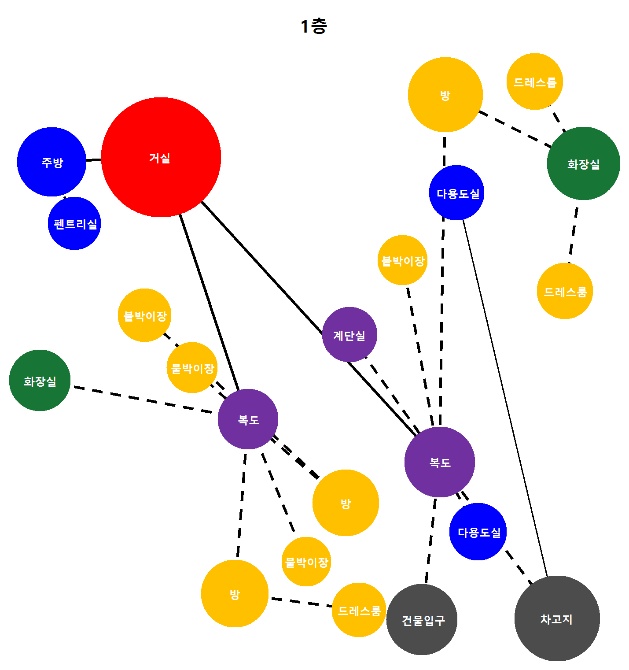 1층
방
드레스룸
거실
주방
화장실
다용도실
펜트리실
붙박이장
드레스룸
붙박이장
계단실
붙박이장
화장실
복도
복도
방
다용도실
붙박이장
방
드레스룸
건물입구
차고지